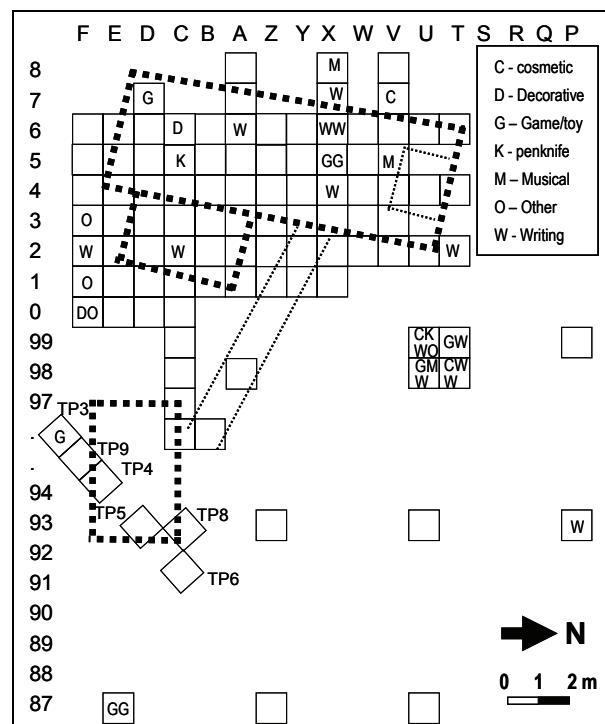 F E D C B A Z Y X W V U T S R Q P
8 M
7 G W C
6 D A W WW
5 K GG M
4 W
3 O
2 W C W T W
1 O
0 DO
C - cosmetic
D - Decorative
G – Game/toy
K - penknife
M – Musical
O – Other
W - Writing
99 CK WO GW
98 GM W CW W
97
TP3
- G
TP9
- TP4
94
TP5 TP8
93 W
92
TP6
91
90
89
88
87 GG
N
0 1 2 m